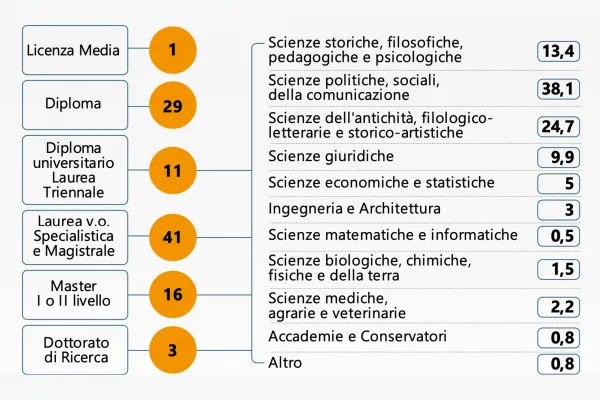 Licenza Media
1
Diploma
29
Diploma
universitario
Laurea
Triennale
11
Laurea v.o.
Specialistica
e Magistrale
41
Master
I o II livello
16
Dottorato
di Ricerca
3
Scienze storiche, filosofiche,
pedagogiche e psicologiche
13,4
Scienze politiche, sociali,
della comunicazione
38,1
Scienze dell'antichità, filologico-
letterarie e storico-artistiche
24,7
Scienze giuridiche
9,9
Scienze economiche e statistiche
5
Ingegneria e Architettura
3
Scienze matematiche e informatiche
0,5
Scienze biologiche, chimiche,
fisiche e della terra
1,5
Scienze mediche,
agrarie e veterinarie
2,2
Accademie e Conservatori
0,8
Altro
0,8